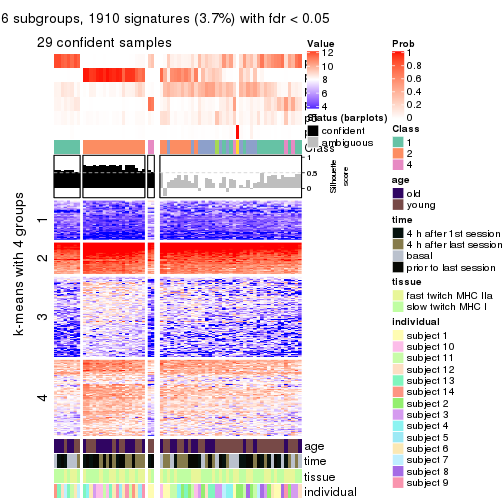 6 subgroups, 1910 signatures (3.7%) with fdr < 0.05
29 confident samples
k-means with 4 groups
1
2
3
4
Class
1
0.5
0
Silhouette
score
age
time
tissue
individual
Value
12
10
8
6
4
Status (barplots)
confident
ambiguous
Prob
1
0.8
0.6
0.4
0.2
0
Class
1
2
4
age
old
young
time
4 h after 1st session
4 h after last session
basal
prior to last session
tissue
fast twitch MHC IIa
slow twitch MHC I
individual
subject 1
subject 10
subject 11
subject 12
subject 13
subject 14
subject 2
subject 3
subject 4
subject 5
subject 6
subject 7
subject 8
subject 9